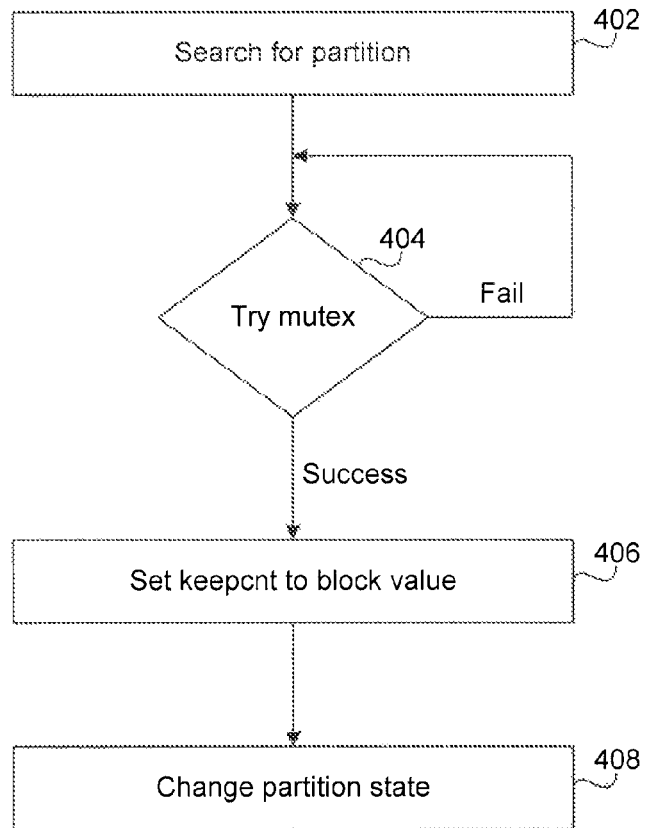 402
Search for partition
404
Try mutex
Fail
Success
406
Set keepcnt to block value
408
Change partition state